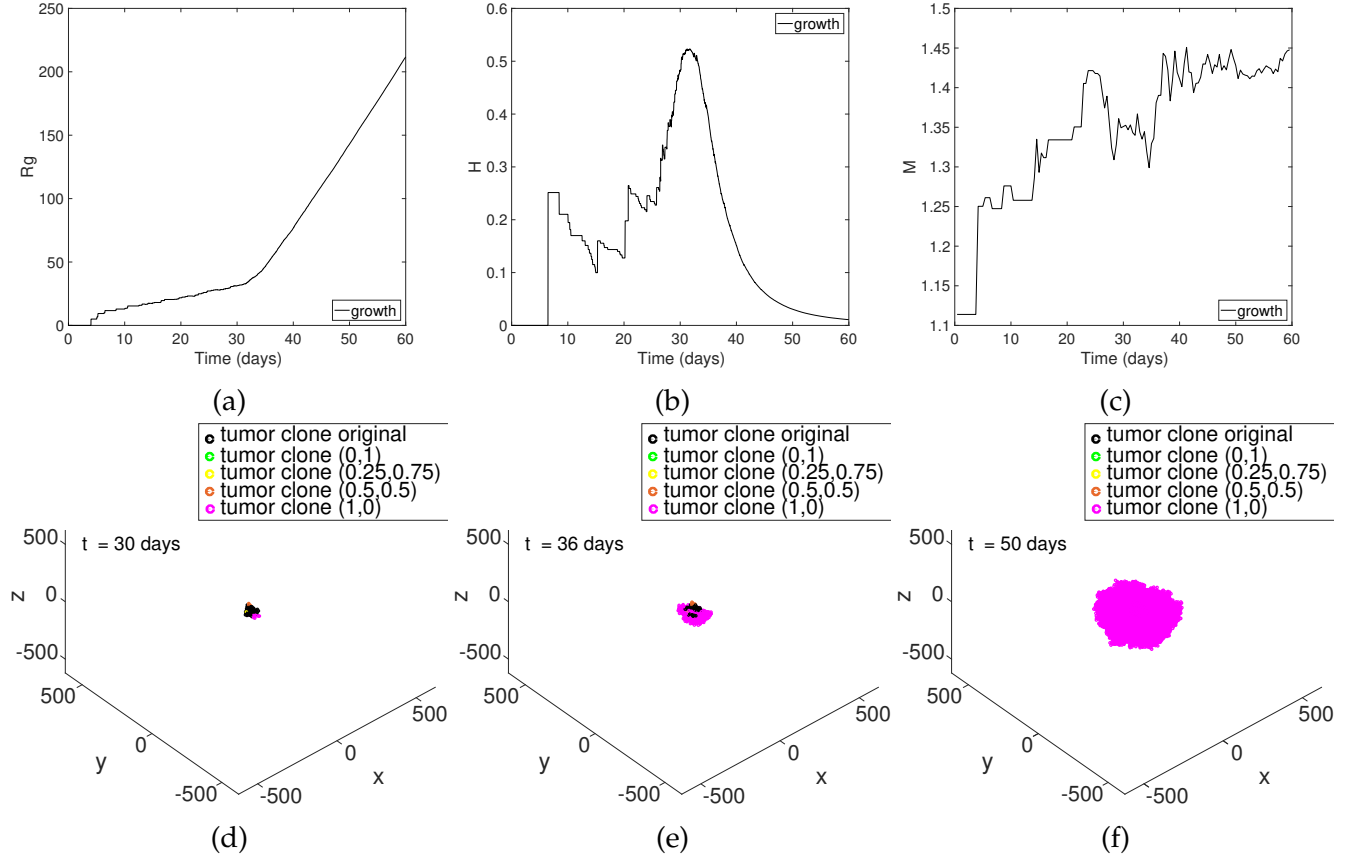 250
200
150
100
50
0
Rg
0 10 20 30 40 50 60
Time (days)
growth
(a)
0.6
0.5
0.4
0.3
0.2
0.1
0
H
0 10 20 30 40 50 60
Time (days)
growth
(b)
1.5
1.45
1.4
1.35
1.3
1.25
1.2
1.15
1.1
M
0 10 20 30 40 50 60
Time (days)
growth
(c)
tumor clone original
tumor clone (0,1)
tumor clone (0.25,0.75)
tumor clone (0.5,0.5)
tumor clone (1,0)
t = 30 days
500
0
-500
z
500
0
-500
y
-500
0
500
x
(d)
tumor clone original
tumor clone (0,1)
tumor clone (0.25,0.75)
tumor clone (0.5,0.5)
tumor clone (1,0)
t = 36 days
500
0
-500
z
500
0
-500
y
-500
0
500
x
(e)
tumor clone original
tumor clone (0,1)
tumor clone (0.25,0.75)
tumor clone (0.5,0.5)
tumor clone (1,0)
t = 50 days
500
0
-500
z
500
0
-500
y
-500
0
500
x
(f)